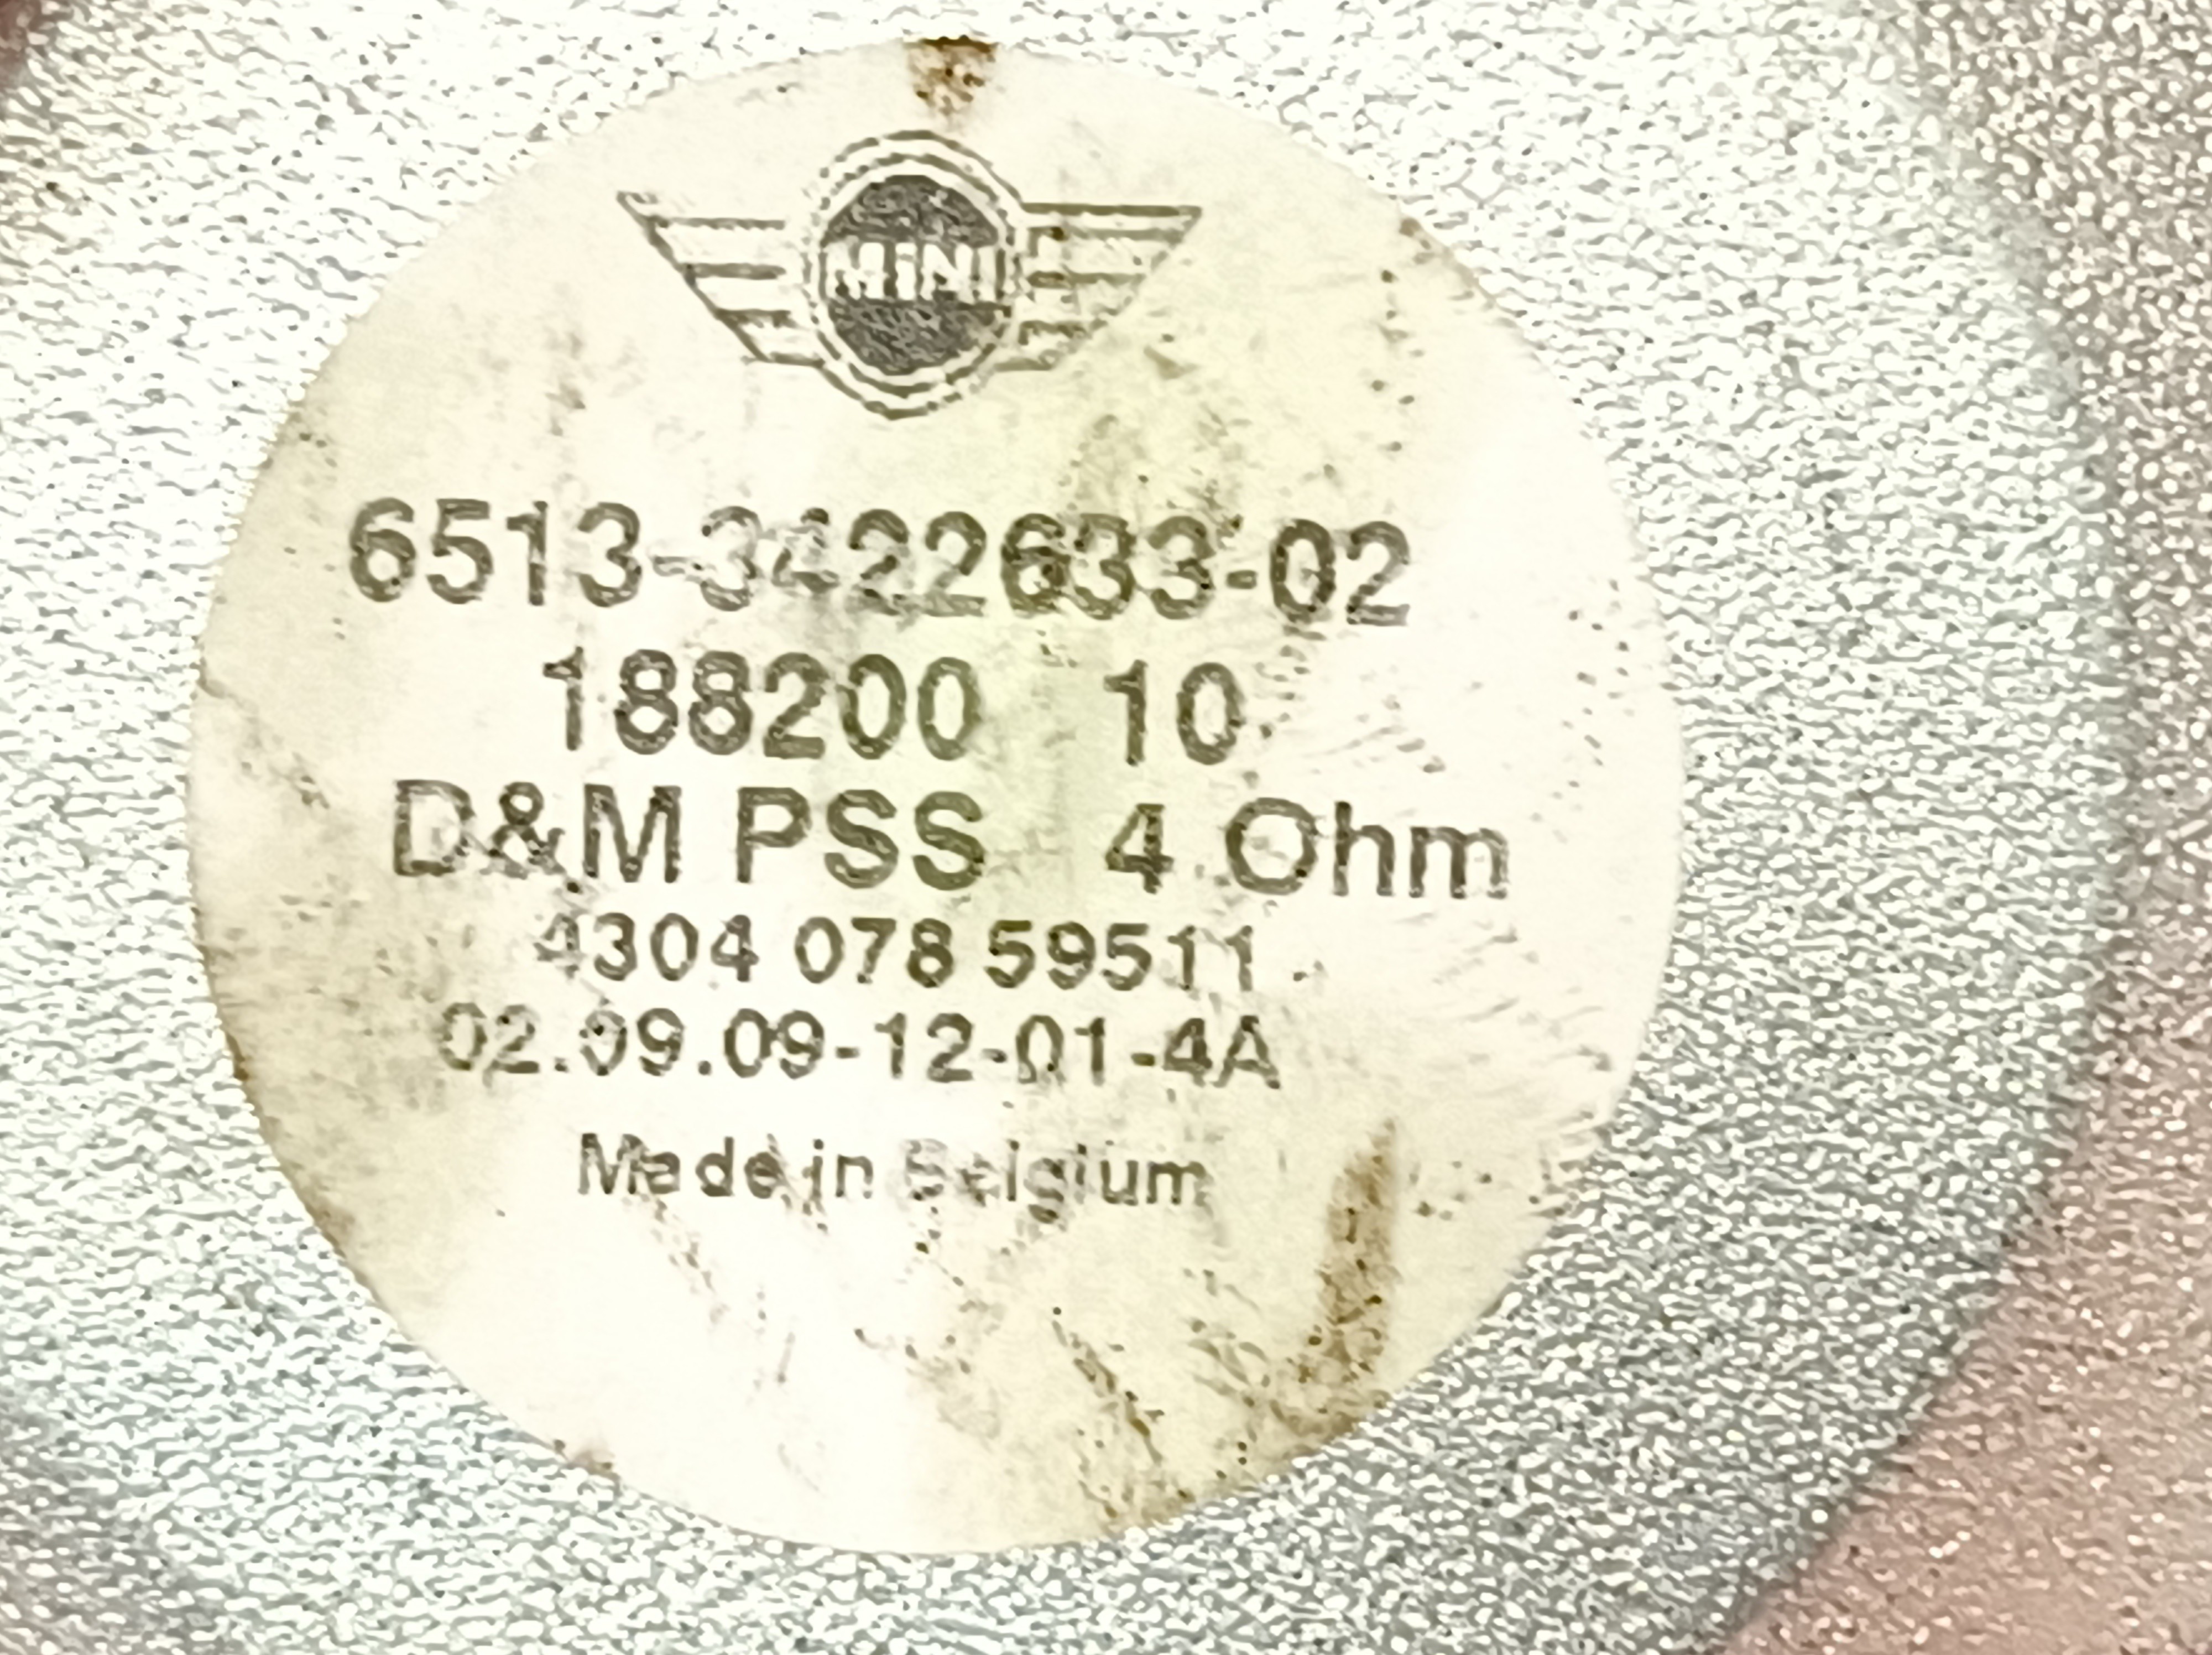 MINI
6513-3422633-02
188200 10
D&M PSS 4 Ohm
4304 078 59511
02.09.09-12-01-4A
Made in Belgium